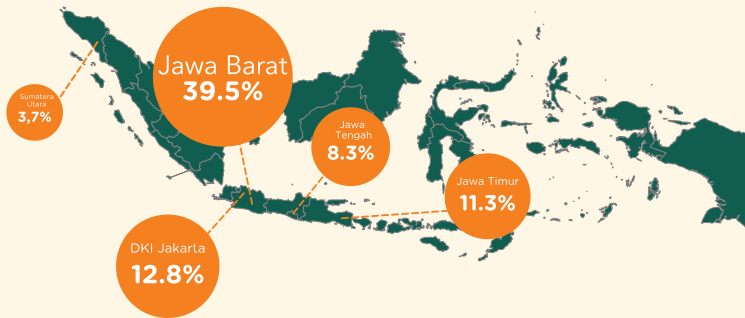 Sumatera
Utara
3,7%
Jawa Barat
39.5%
Jawa
Tengah
8.3%
Jawa Timur
11.3%
DKI Jakarta
12.8%